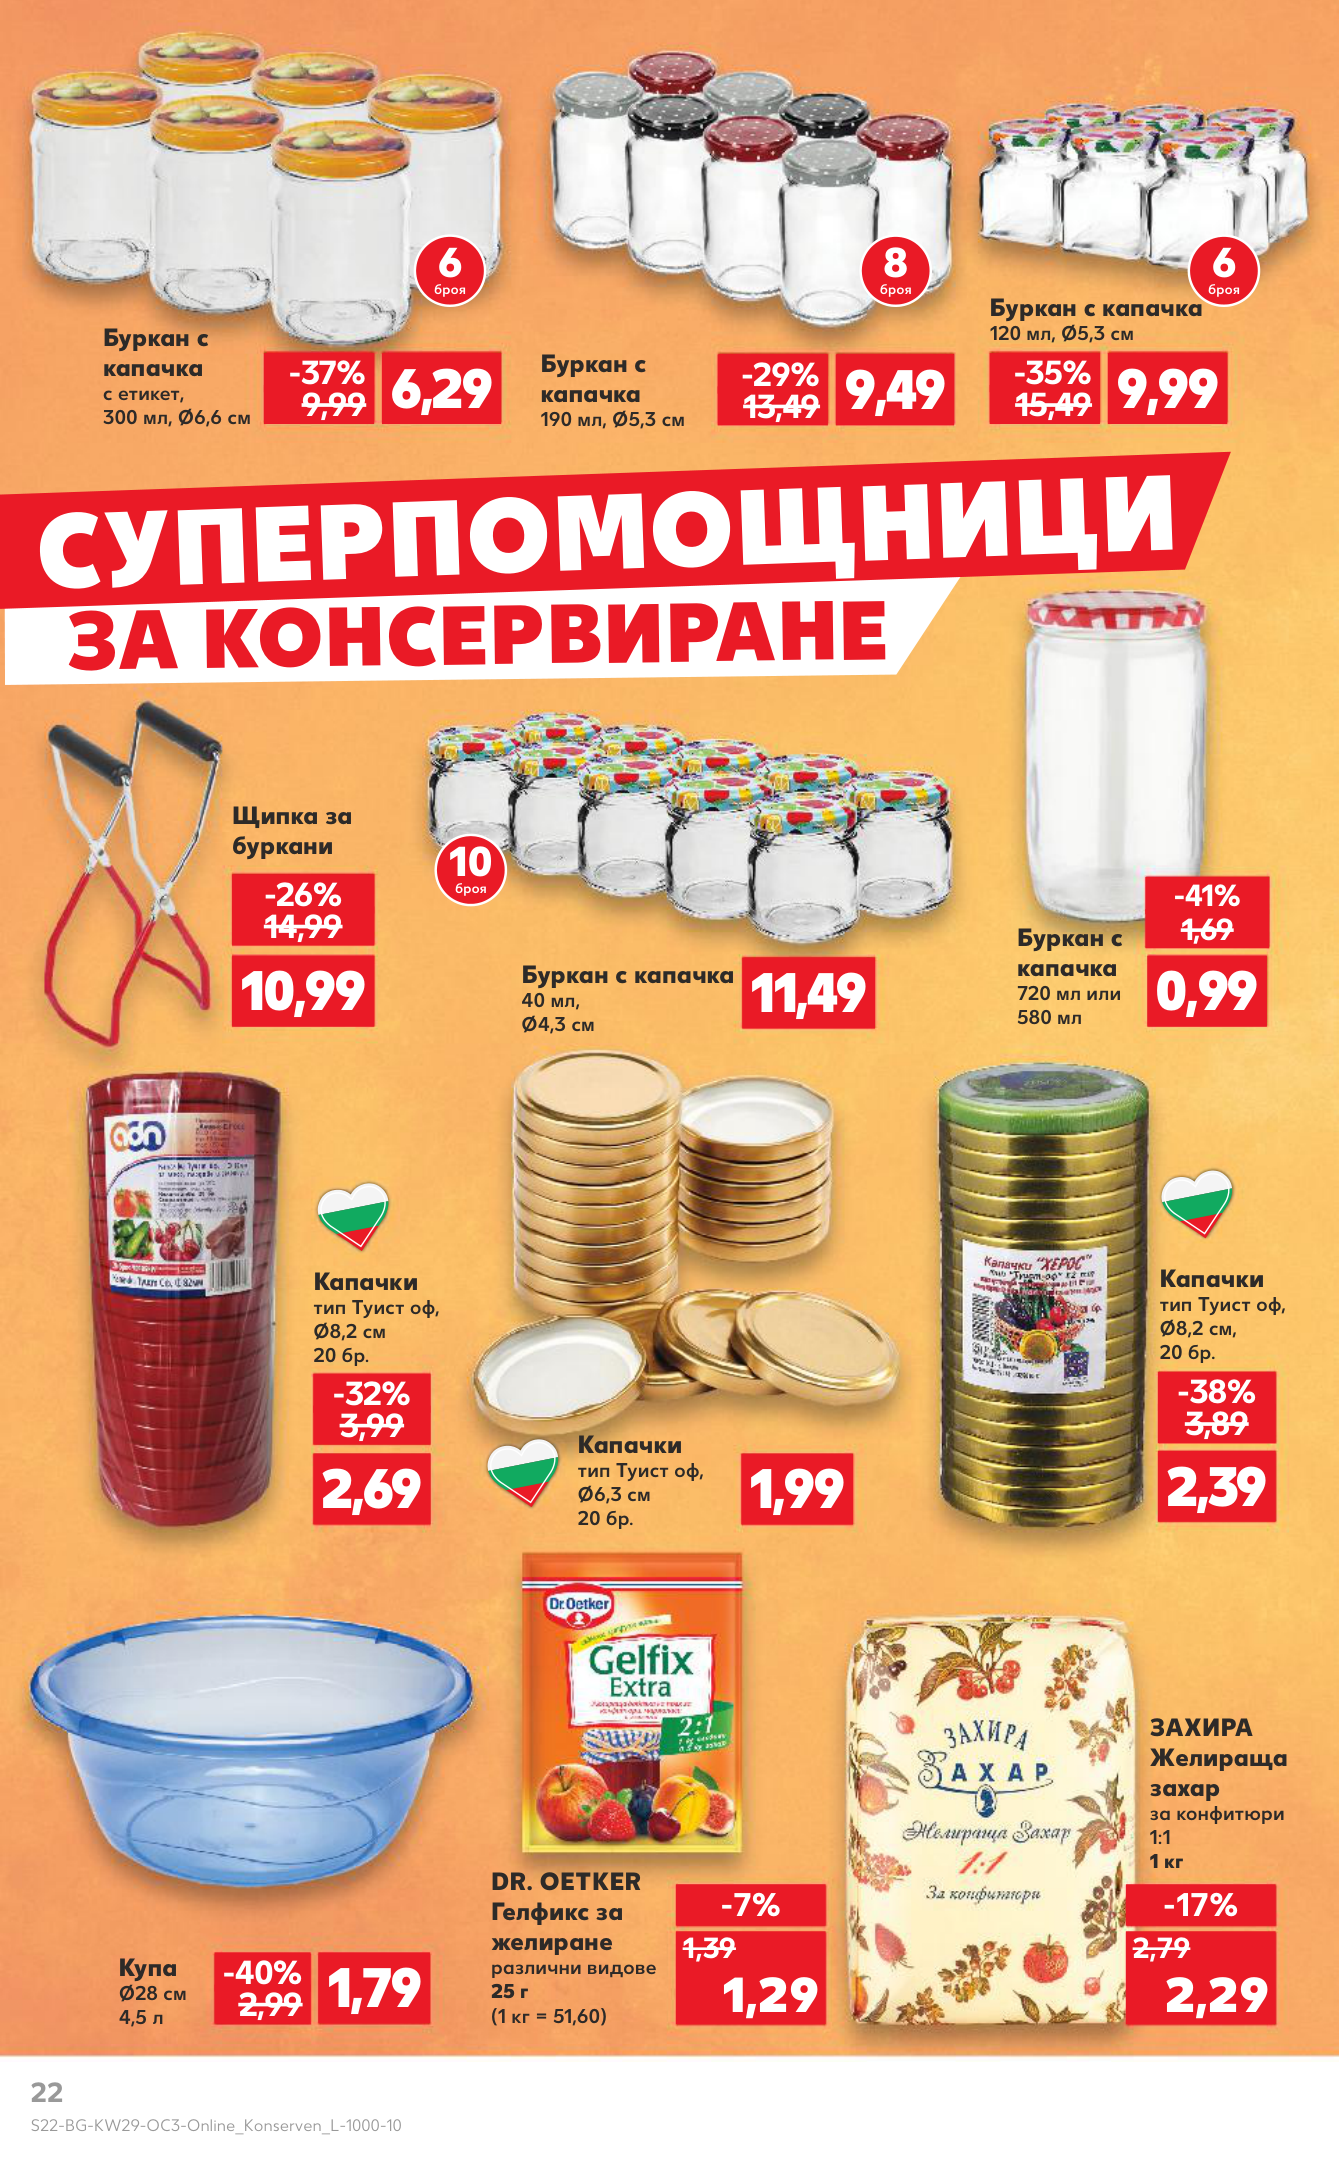 6
броя
Буркан с
капачка
с етикет,
300 мл, Ø6,6 см
-37%
9,99
6,29
8
броя
Буркан с
капачка
190 мл, Ø5,3 см
-29%
13,49
9,49
6
броя
Буркан с капачка
120 мл, Ø5,3 см
-35%
15,49
9,99
СУПЕРПОМОЩНИЦИ
ЗА КОНСЕРВИРАНЕ
Щипка за
буркани
-26%
14,99
10,99
10
броя
Буркан с капачка
40 мл,
Ø4,3 см
11,49
Буркан с
капачка
720 мл или
580 мл
-41%
1,69
0,99
Капачки
тип Туист оф,
Ø8,2 см
20 бр.
-32%
3,99
2,69
Капачки
тип Туист оф,
Ø6,3 см
20 бр.
1,99
Капачки "ХЕРОС"
Капачки
тип Туист оф,
Ø8,2 см,
20 бр.
-38%
3,89
2,39
Купа
Ø28 см
4,5 л
-40%
2,99
1,79
Dr.Oetker
Gelfix
Extra
2:1
DR. OETKER
Гелфикс за
желиране
различни видове
25 г
(1 кг = 51,60)
-7%
1,39
1,29
ЗАХИРА
ЗАХАР
Желираща Захар
1:1
За конфитюри
ЗАХИРА
Желираща
захар
за конфитюри
1:1
1 кг
-17%
2,79
2,29
22
S22-BG-KW29-OC3-Online_Konserven_L-1000-10